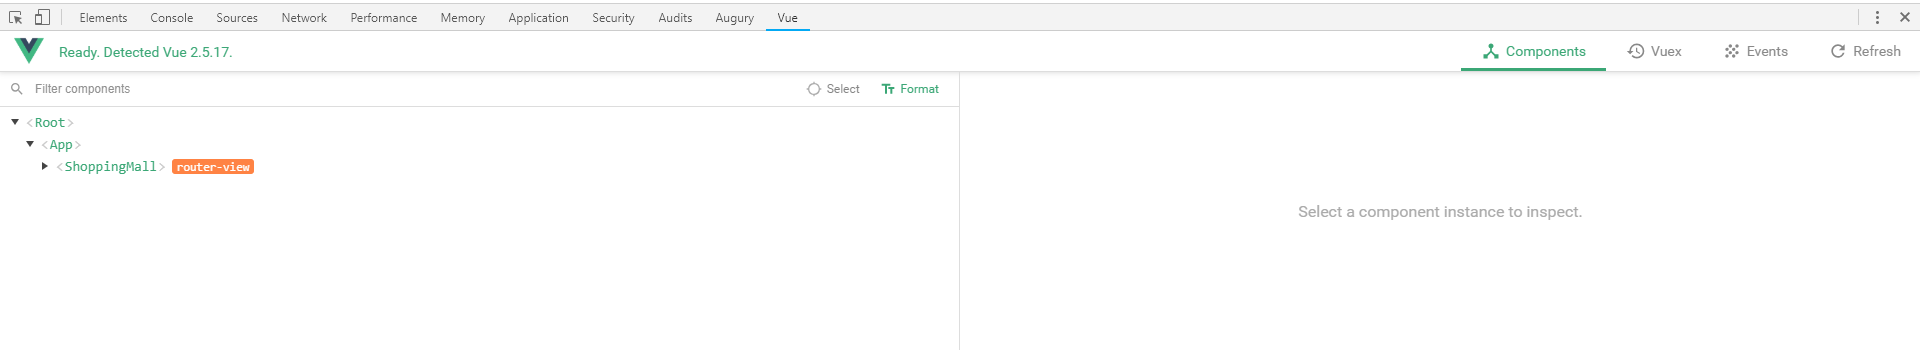 Elements Console Sources Network Performance Memory Application Security Audits Augury Vue
Ready. Detected Vue 2.5.17. Components Vuex Events Refresh
Filter components Select Format
<Root>
<App>
<ShoppingMall> router-view
Select a component instance to inspect.